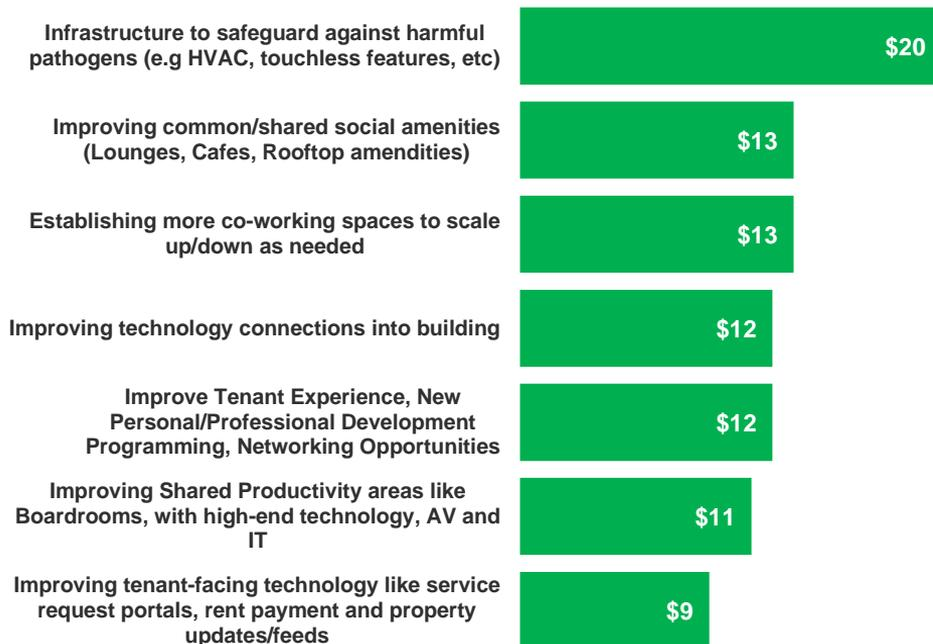 Infrastructure to safeguard against harmful
pathogens (e.g HVAC, touchless features, etc)
$20
Improving common/shared social amenities
(Lounges, Cafes, Rooftop amendities)
$13
Establishing more co-working spaces to scale
up/down as needed
$13
Improving technology connections into building
$12
Improve Tenant Experience, New
Personal/Professional Development
Programming, Networking Opportunities
$12
Improving Shared Productivity areas like
Boardrooms, with high-end technology, AV and
IT
$11
Improving tenant-facing technology like service
request portals, rent payment and property
updates/feeds
$9